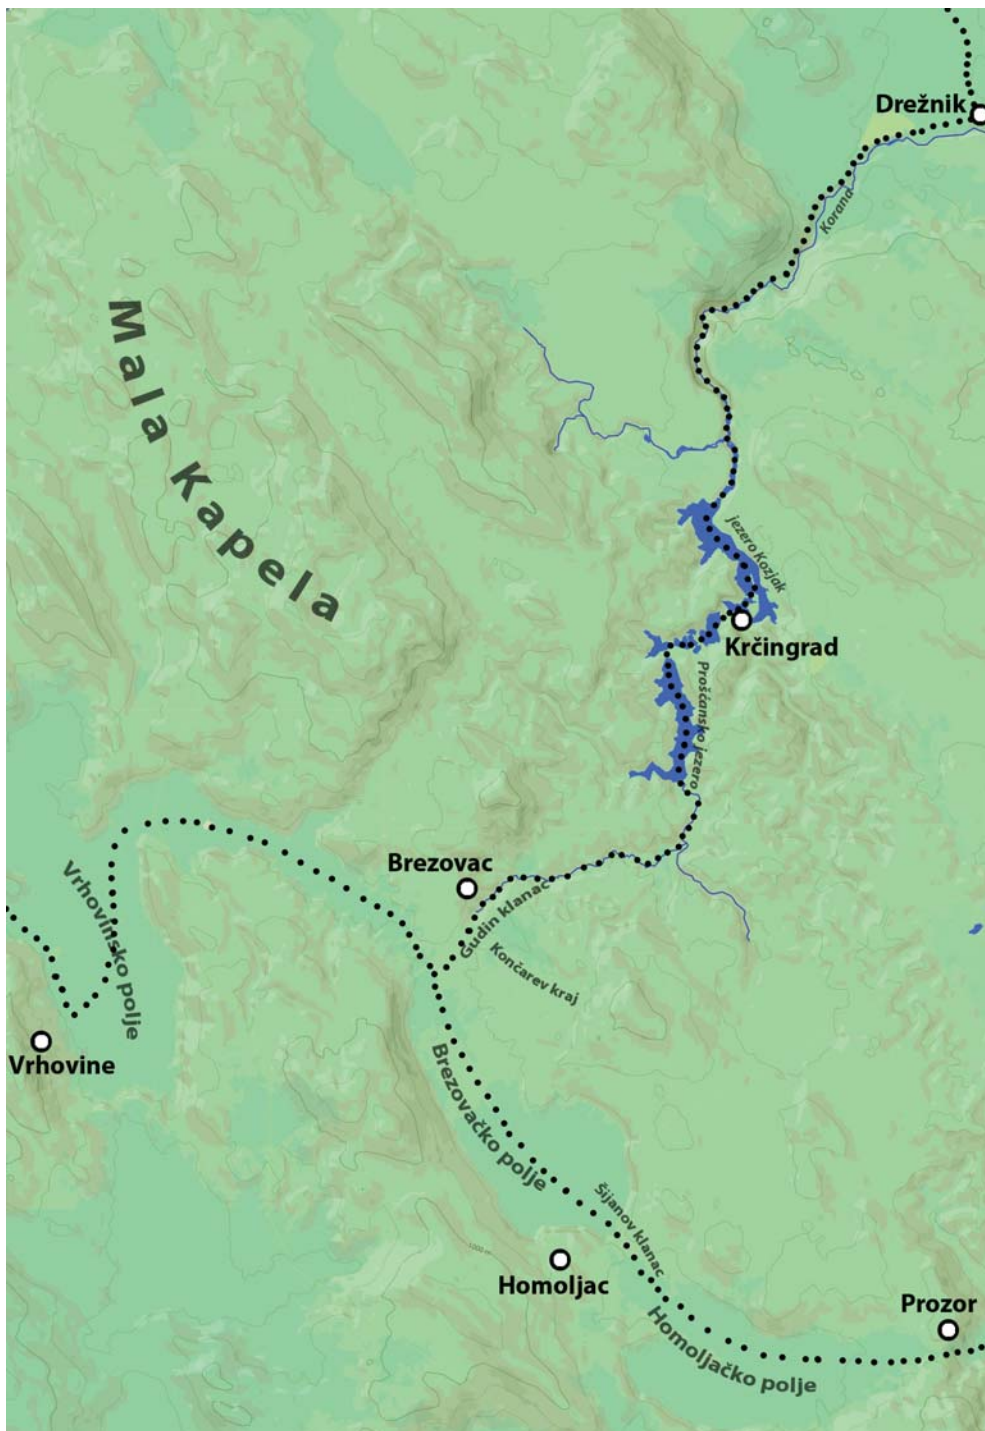 Drežnik
Korana
Mala Kapela
jezero Kozjak
Krčingrad
Prošćansko jezero
Brezovac
Vrhovinsko polje
Gudin klanac
Končarev kraj
Vrhovine
Brezovačko polje
Šijanov klanac
1000 m
Homoljac
Prozor
Homoljačko polje